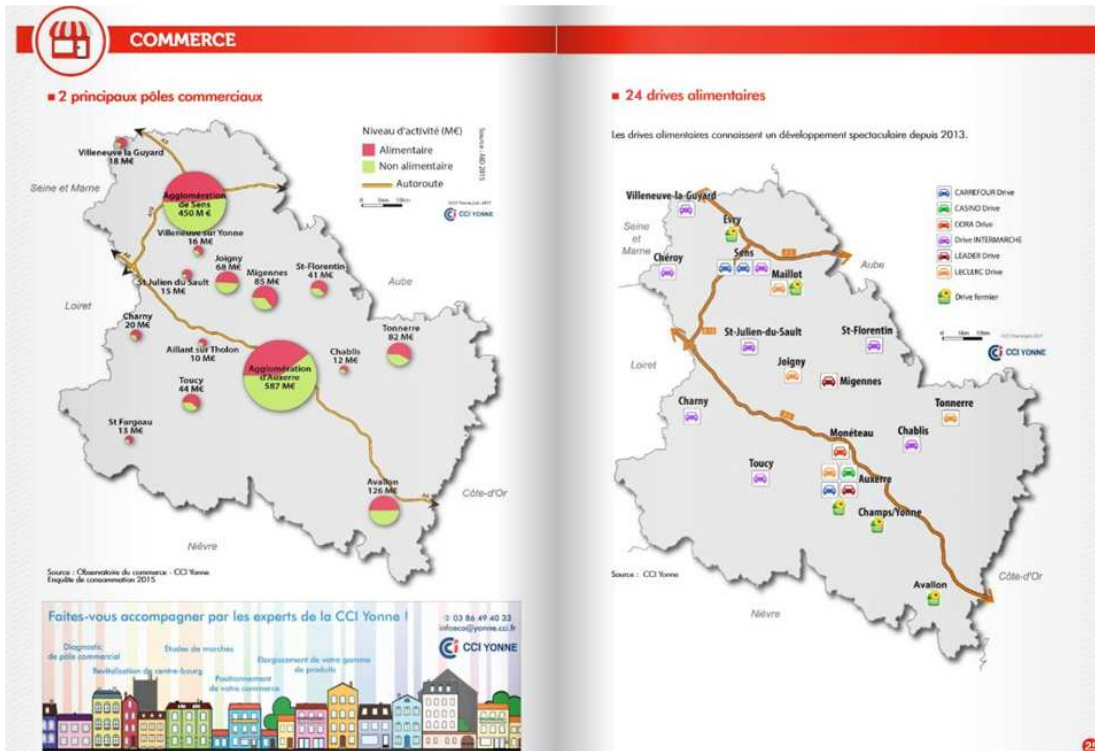 COMMERCE
2 principaux pôles commerciaux
Niveau d'activité (M€)
Alimentaire
Non alimentaire
Autoroute
Source : AID 2015
CCI YONNE
Villeneuve la Guyard
18 M€
Seine et Marne
Agglomération
de Sens
450 M €
Villeneuve sur Yonne
16 M€
Joigny
68 M€
Migennes
85 M€
St-Florentin
41 M€
Aube
St Julien du Sault
15 M€
Loiret
Charny
20 M€
Aillant sur Tholon
10 M€
Tonnerre
82 M€
Chablis
12 M€
Agglomération
d'Auxerre
587 M€
Toucy
44 M€
St Fargeau
13 M€
Avallon
126 M€
Côte-d'Or
Nièvre
Source : Observatoire du commerce - CCI Yonne
Enquête de consommation 2015
Faites-vous accompagner par les experts de la CCI Yonne !
03 86 49 40 33
infoeco@yonne.cci.fr
CCI YONNE
Diagnostic
de pôle commercial
Études de marchés
Revitalisation de centre-bourg
Elargissement de votre gamme
de produits
Positionnement
de votre commerce
24 drives alimentaires
Les drives alimentaires connaissent un développement spectaculaire depuis 2013.
CARREFOUR Drive
CASINO Drive
CORA Drive
Drive INTERMARCHE
LEADER Drive
LECLERC Drive
Drive fermier
CCI YONNE
Villeneuve-la-Guyard
Seine
et
Marne
Évry
Chéroy
Sens
Maillot
Aube
St-Julien-du-Sault
St-Florentin
Loiret
Joigny
Migennes
Charny
Tonnerre
Monéteau
Chablis
Toucy
Auxerre
Champs/Yonne
Avallon
Côte-d'Or
Nièvre
Source : CCI Yonne